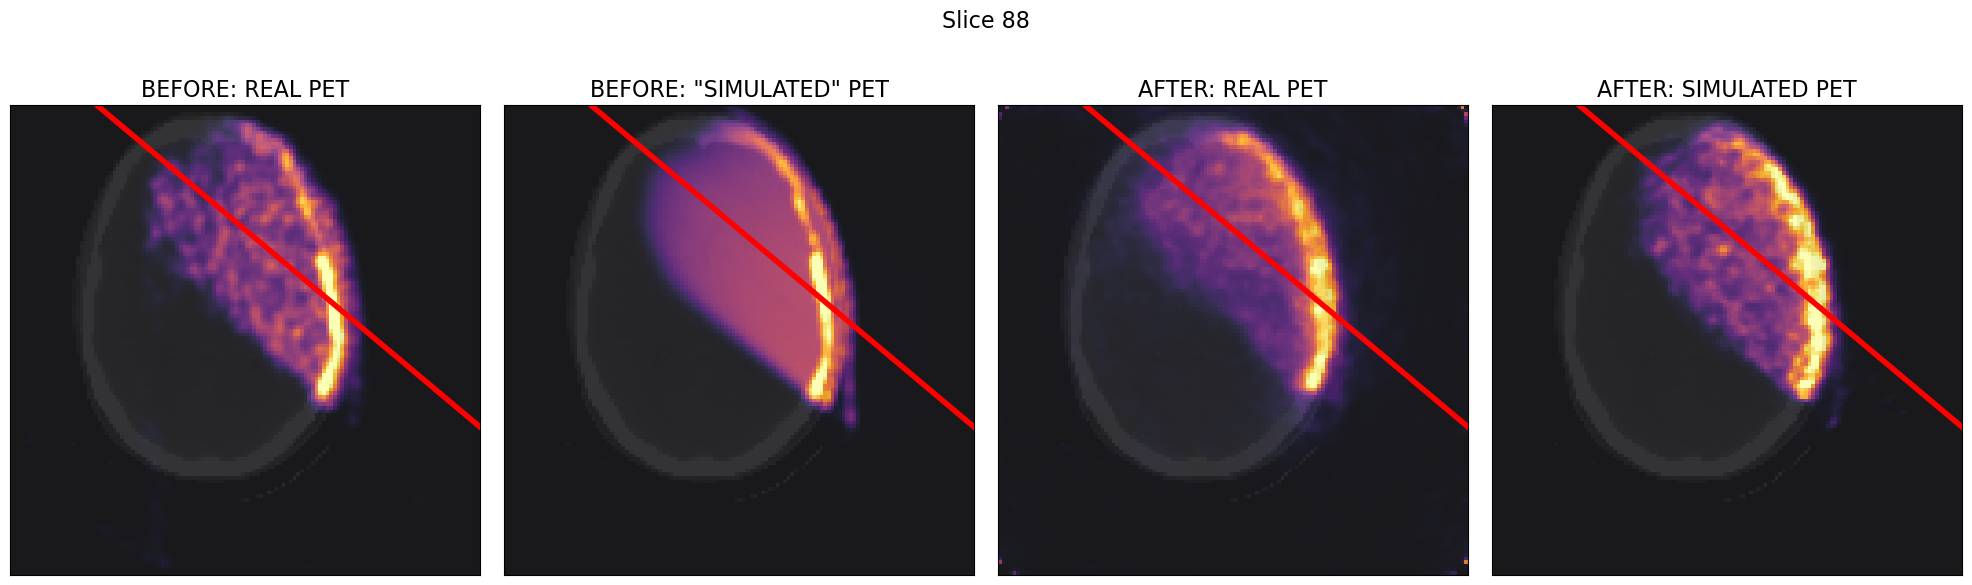 Slice 88
BEFORE: REAL PET
BEFORE: "SIMULATED" PET
AFTER: REAL PET
AFTER: SIMULATED PET